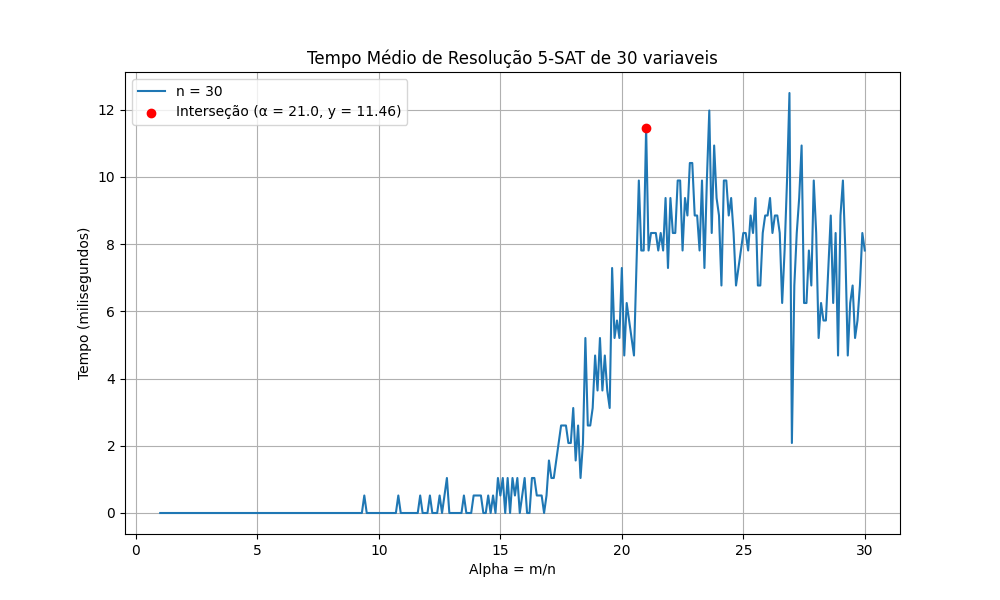 Tempo Médio de Resolução 5-SAT de 30 variaveis
n = 30
Interseção (α = 21.0, y = 11.46)
Tempo (milisegundos)
12
10
8
6
4
2
0
0 5 10 15 20 25 30
Alpha = m/n